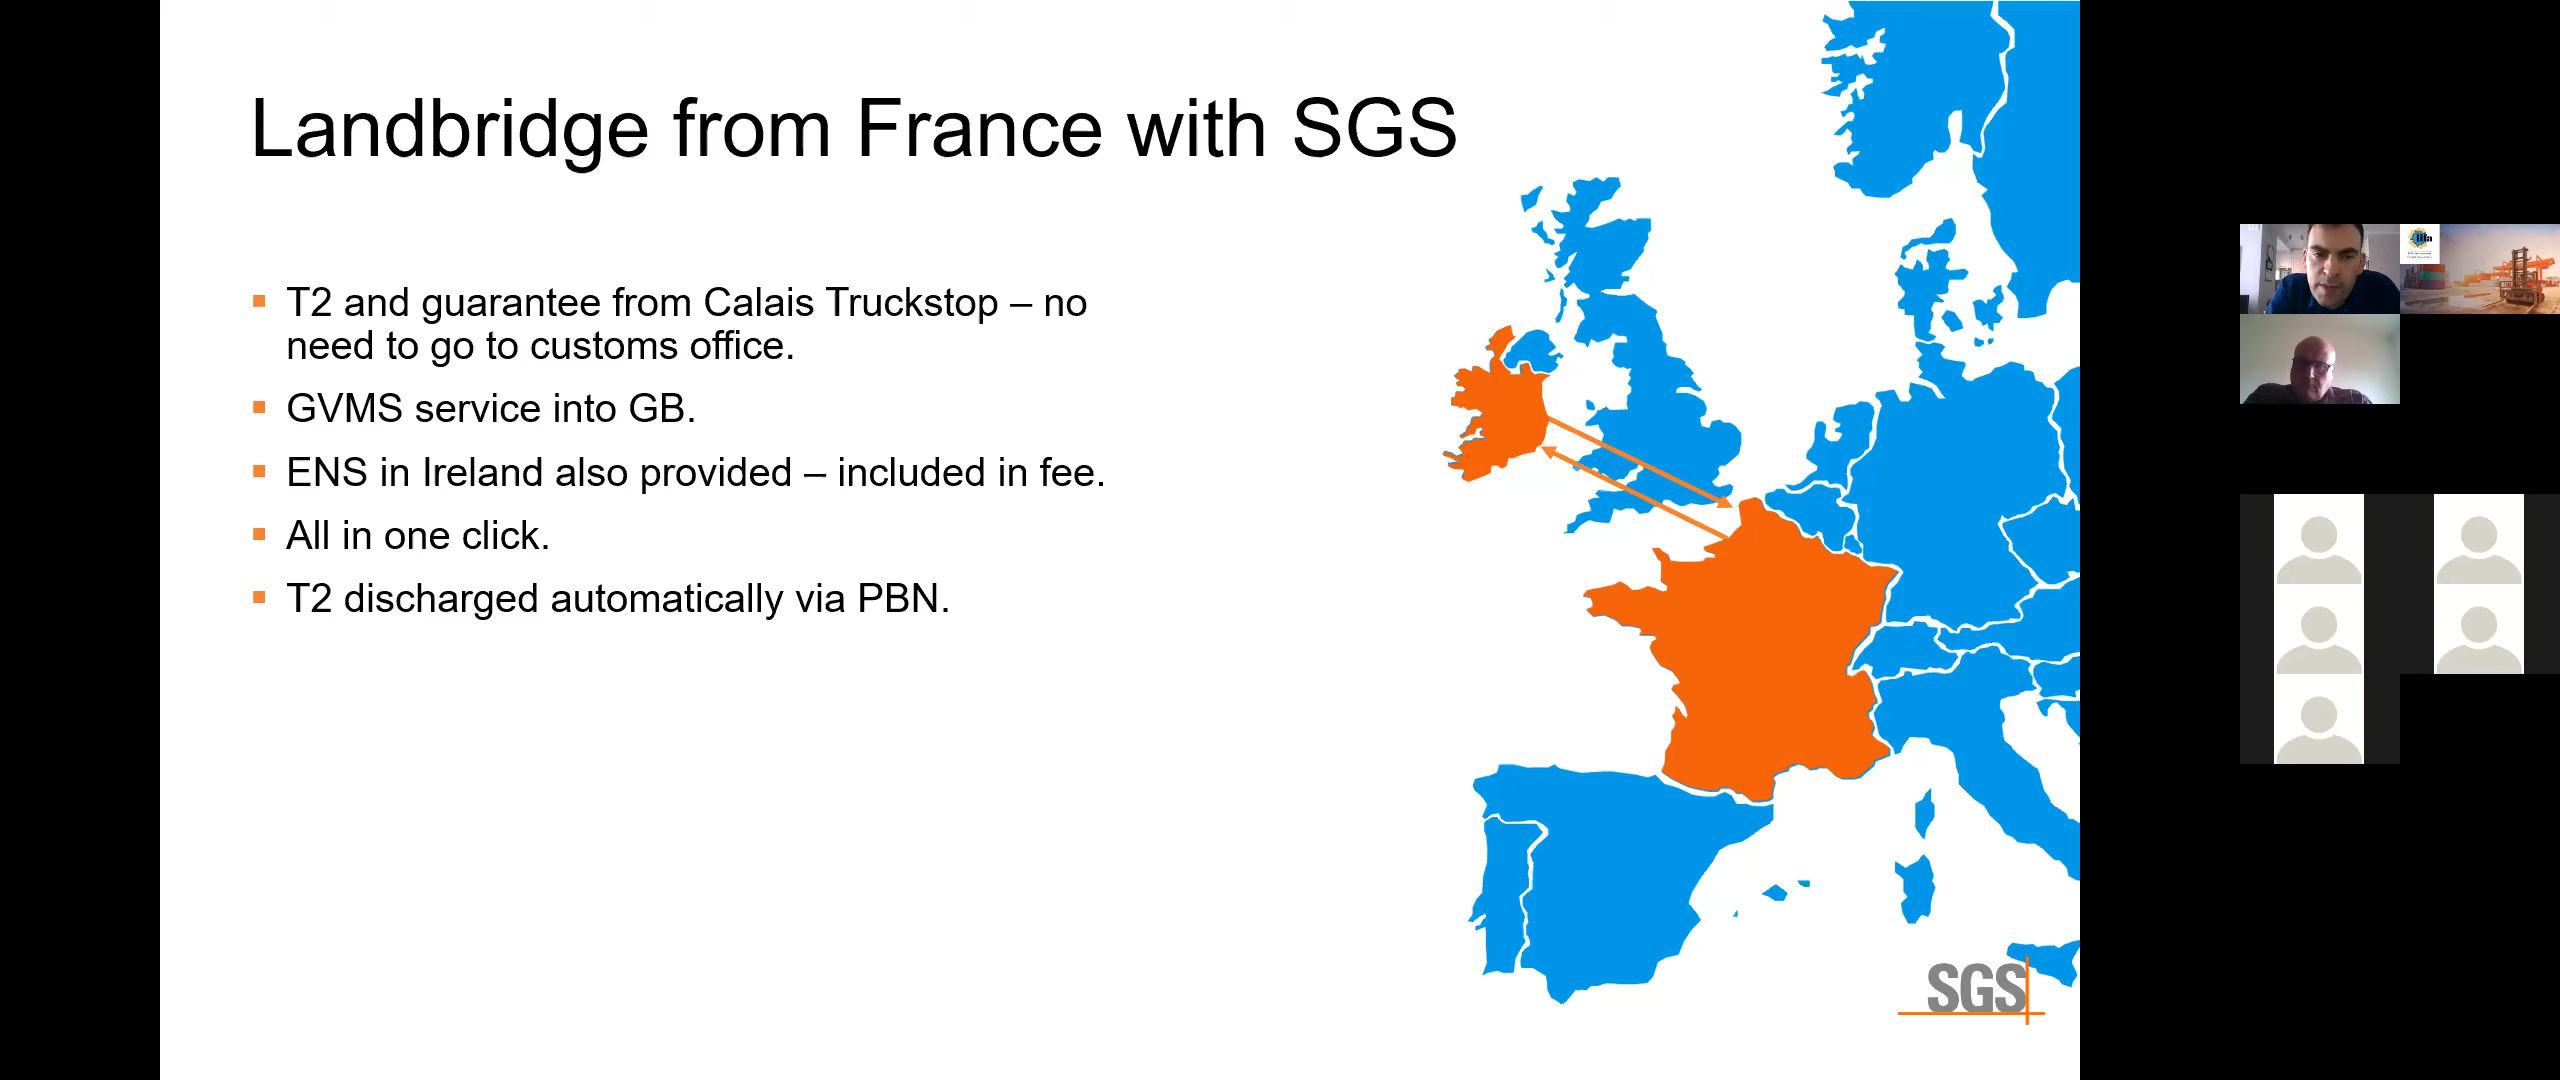 Landbridge from France with SGS
T2 and guarantee from Calais Truckstop – no
need to go to customs office.
GVMS service into GB.
ENS in Ireland also provided – included in fee.
All in one click.
T2 discharged automatically via PBN.
SGS